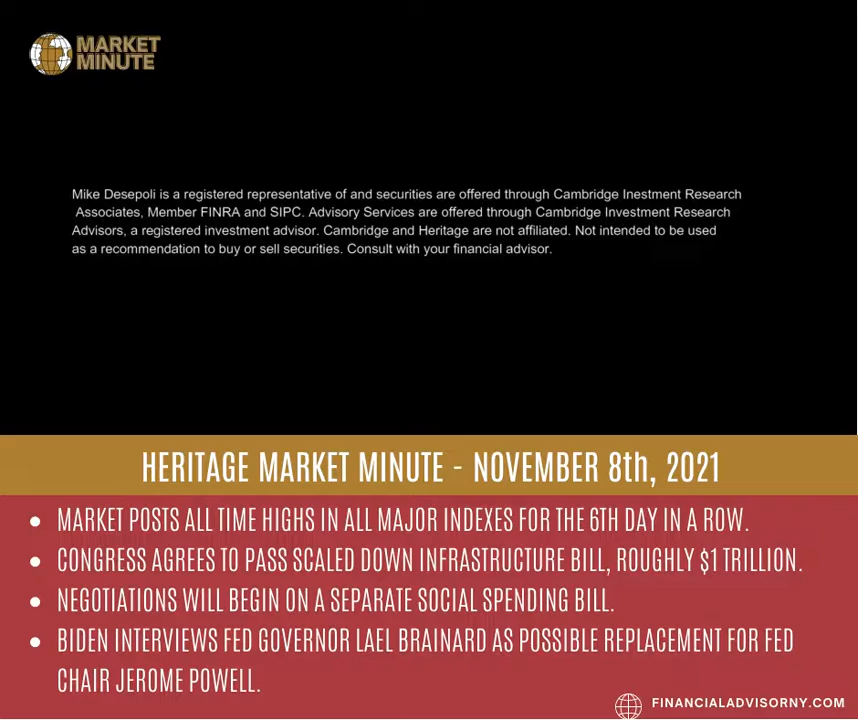 MARKET
MINUTE
Mike Desepoli is a registered representative of and securities are offered through Cambridge Inestment Research
Associates, Member FINRA and SIPC. Advisory Services are offered through Cambridge Investment Research
Advisors, a registered investment advisor. Cambridge and Heritage are not affiliated. Not intended to be used
as a recommendation to buy or sell securities. Consult with your financial advisor.
HERITAGE MARKET MINUTE - NOVEMBER 8th, 2021
• MARKET POSTS ALL TIME HIGHS IN ALL MAJOR INDEXES FOR THE 6TH DAY IN A ROW.
• CONGRESS AGREES TO PASS SCALED DOWN INFRASTRUCTURE BILL, ROUGHLY $1 TRILLION.
• NEGOTIATIONS WILL BEGIN ON A SEPARATE SOCIAL SPENDING BILL.
• BIDEN INTERVIEWS FED GOVERNOR LAEL BRAINARD AS POSSIBLE REPLACEMENT FOR FED
CHAIR JEROME POWELL.
FINANCIALADVISORNY.COM